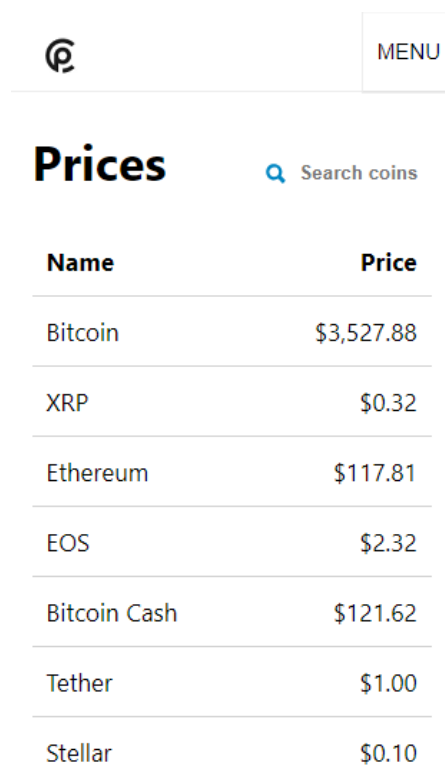 MENU
Prices Search coins
Name Price
Bitcoin $3,527.88
XRP $0.32
Ethereum $117.81
EOS $2.32
Bitcoin Cash $121.62
Tether $1.00
Stellar $0.10